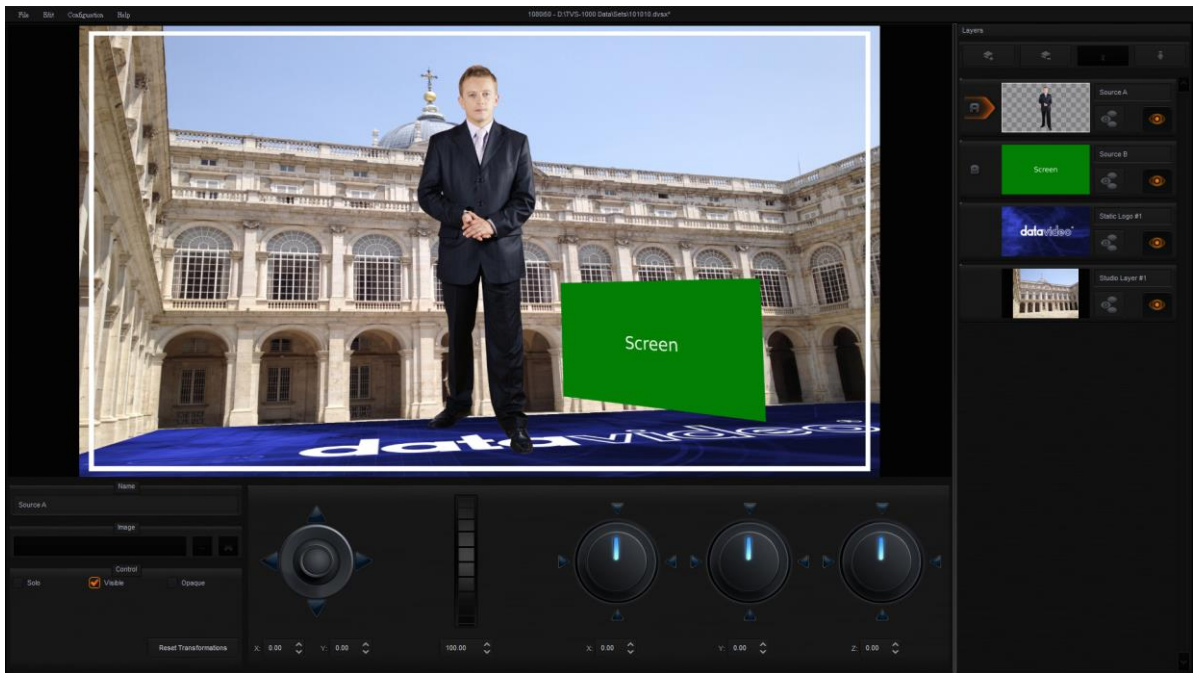 File Edit Configuration Help
108060 - D:\TVS-1000 Data\Sets\101010.dvsx*
Layers
Source A
Source B
Screen
Static Logo #1
datavideo
Studio Layer #1
Screen
datavideo
Name
Source A
Image
Control
Solo Visible Opaque
Reset Transformations
X: 0.00 Y: 0.00 100.00 X: 0.00 Y: 0.00 Z: 0.00